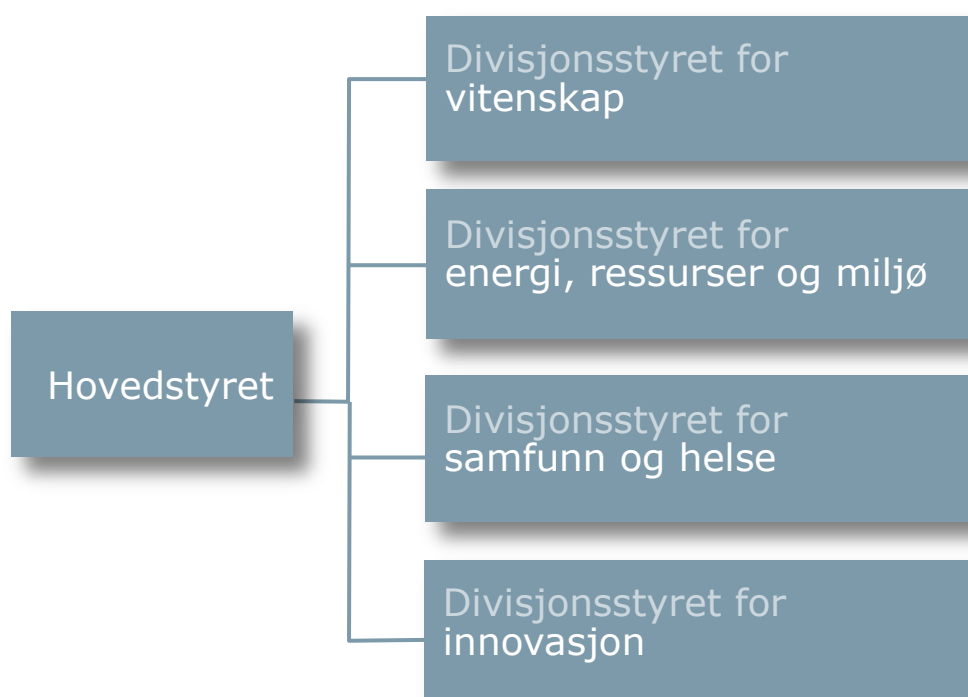 Hovedstyret
Divisjonsstyret for
vitenskap
Divisjonsstyret for
energi, ressurser og miljø
Divisjonsstyret for
samfunn og helse
Divisjonsstyret for
innovasjon